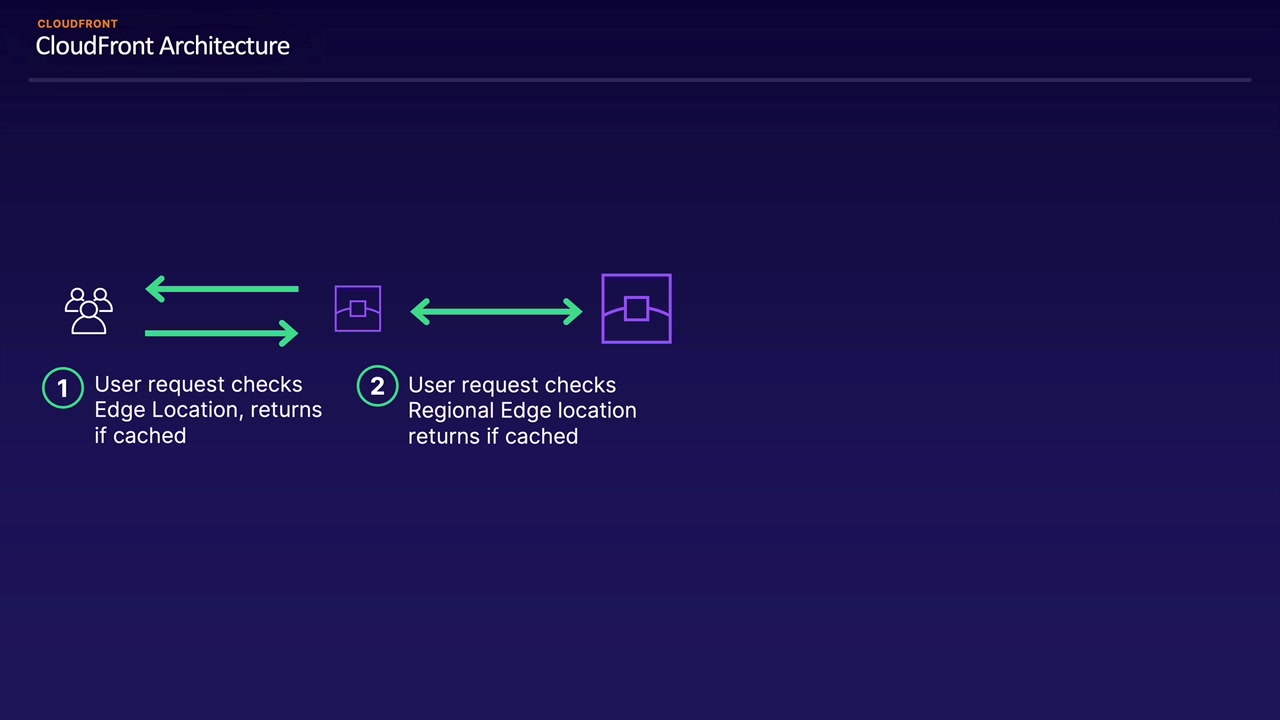 CLOUDFRONT
CloudFront Architecture
1
User request checks
Edge Location, returns
if cached
2
User request checks
Regional Edge location
returns if cached